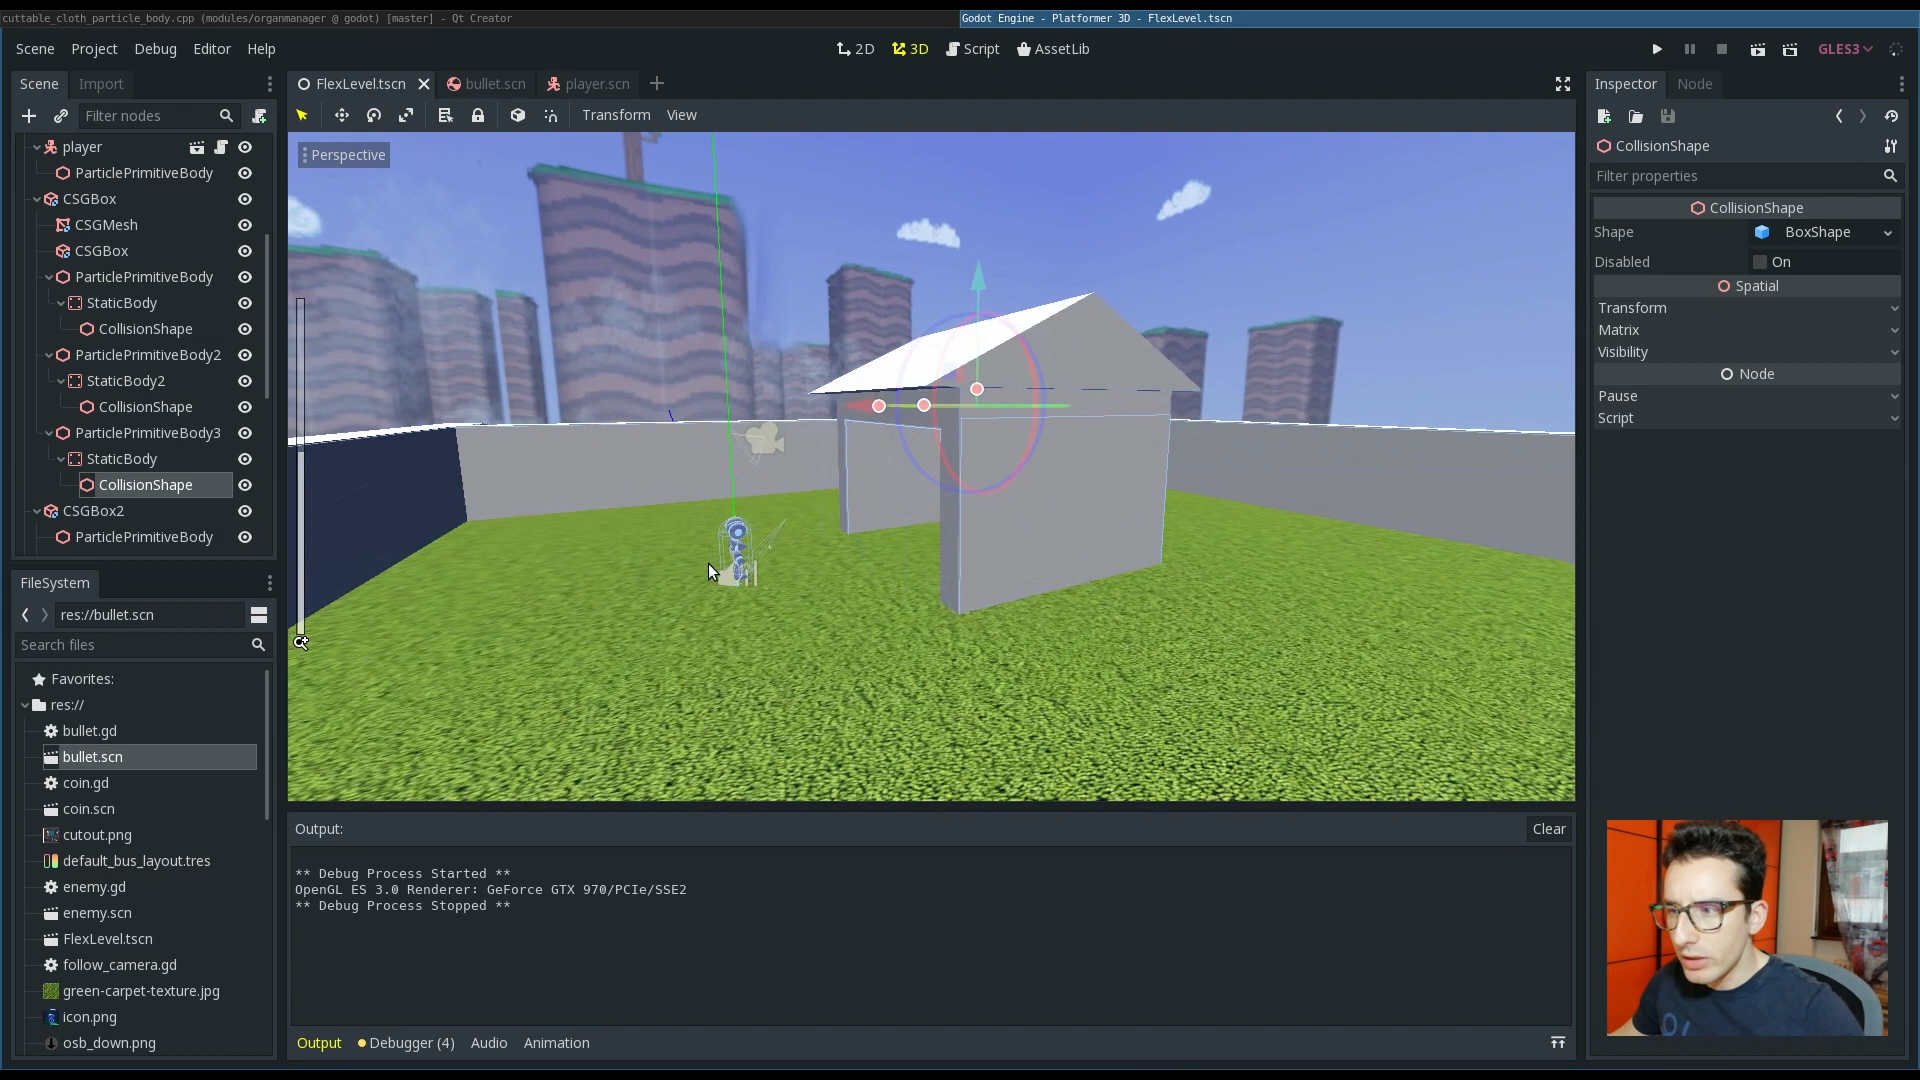 cuttable_cloth_particle_body.cpp (modules/organmanager @ godot) [master] - Qt Creator
Godot Engine - Platformer 3D - FlexLevel.tscn
Scene Project Debug Editor Help
2D 3D Script AssetLib
GLES3
Scene Import
FlexLevel.tscn bullet.scn player.scn
Inspector Node
Filter nodes
Transform View
player
ParticlePrimitiveBody
CSGBox
CSGMesh
CSGBox
ParticlePrimitiveBody
StaticBody
CollisionShape
ParticlePrimitiveBody2
StaticBody2
CollisionShape
ParticlePrimitiveBody3
StaticBody
CollisionShape
CSGBox2
ParticlePrimitiveBody
Perspective
CollisionShape
Filter properties
CollisionShape
Shape BoxShape
Disabled On
Spatial
Transform
Matrix
Visibility
Node
Pause
Script
FileSystem
res://bullet.scn
Search files
Favorites:
res://
bullet.gd
bullet.scn
coin.gd
coin.scn
cutout.png
default_bus_layout.tres
enemy.gd
enemy.scn
FlexLevel.tscn
follow_camera.gd
green-carpet-texture.jpg
icon.png
osb_down.png
Output: Clear
** Debug Process Started **
OpenGL ES 3.0 Renderer: GeForce GTX 970/PCIe/SSE2
** Debug Process Stopped **
Output Debugger (4) Audio Animation